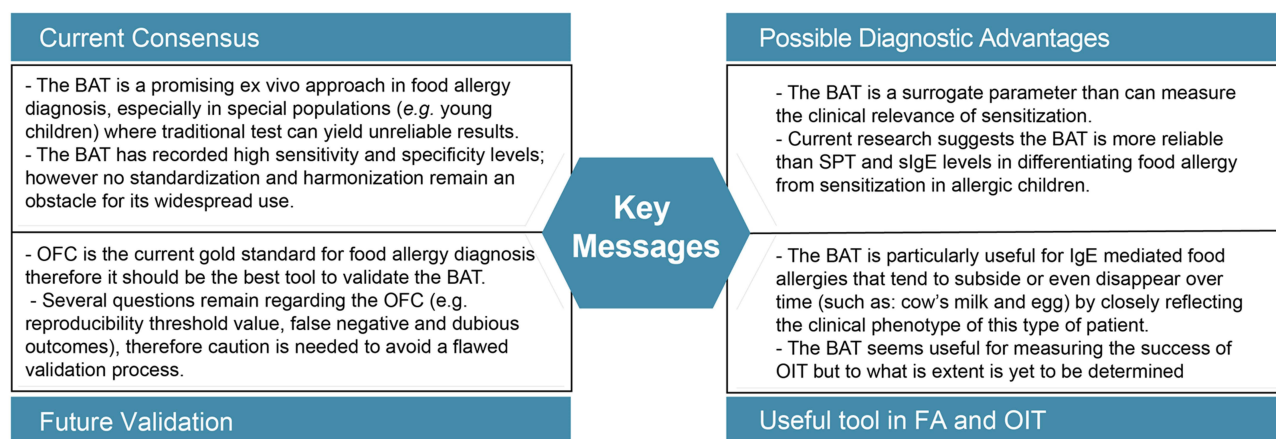 Current Consensus
- The BAT is a promising ex vivo approach in food allergy
diagnosis, especially in special populations (e.g. young
children) where traditional test can yield unreliable results.
- The BAT has recorded high sensitivity and specificity levels;
however no standardization and harmonization remain an
obstacle for its widespread use.
- OFC is the current gold standard for food allergy diagnosis
therefore it should be the best tool to validate the BAT.
- Several questions remain regarding the OFC (e.g.
reproducibility threshold value, false negative and dubious
outcomes), therefore caution is needed to avoid a flawed
validation process.
Future Validation
Key
Messages
Possible Diagnostic Advantages
- The BAT is a surrogate parameter than can measure
the clinical relevance of sensitization.
- Current research suggests the BAT is more reliable
than SPT and sIgE levels in differentiating food allergy
from sensitization in allergic children.
- The BAT is particularly useful for IgE mediated food
allergies that tend to subside or even disappear over
time (such as: cow's milk and egg) by closely reflecting
the clinical phenotype of this type of patient.
- The BAT seems useful for measuring the success of
OIT but to what is extent is yet to be determined
Useful tool in FA and OIT